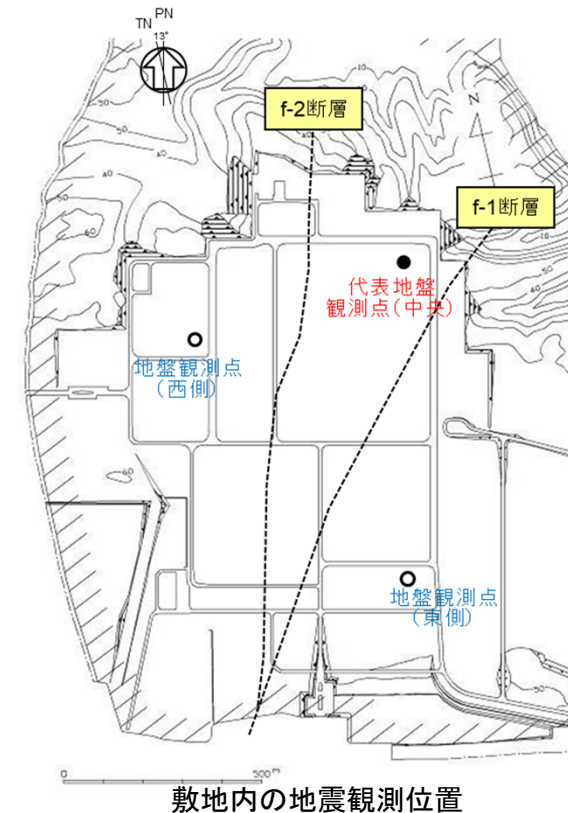 PN
TN
13°
f-2断層
f-1断層
N
代表地盤
観測点(中央)
地盤観測点
(西側)
地盤観測点
(東側)
0
500m
敷地内の地震観測位置